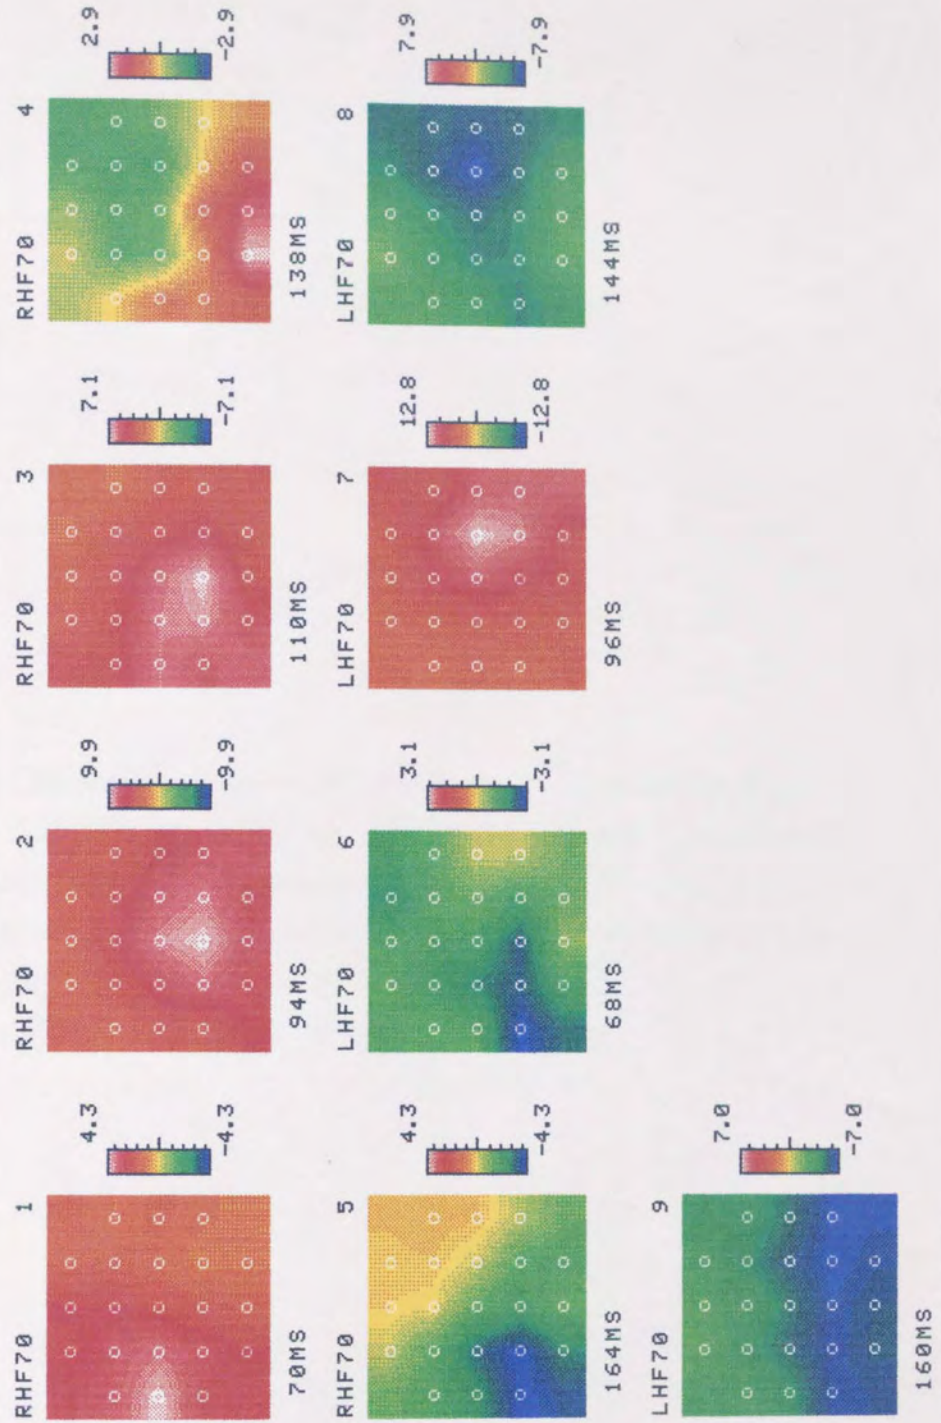 RHF70 1
4.3
-4.3
70MS
RHF70 2
9.9
-9.9
94MS
RHF70 3
7.1
-7.1
110MS
RHF70 4
2.9
-2.9
138MS
RHF70 5
4.3
-4.3
164MS
LHF70 6
3.1
-3.1
68MS
LHF70 7
12.8
-12.8
96MS
LHF70 8
7.9
-7.9
144MS
LHF70 9
7.0
-7.0
160MS